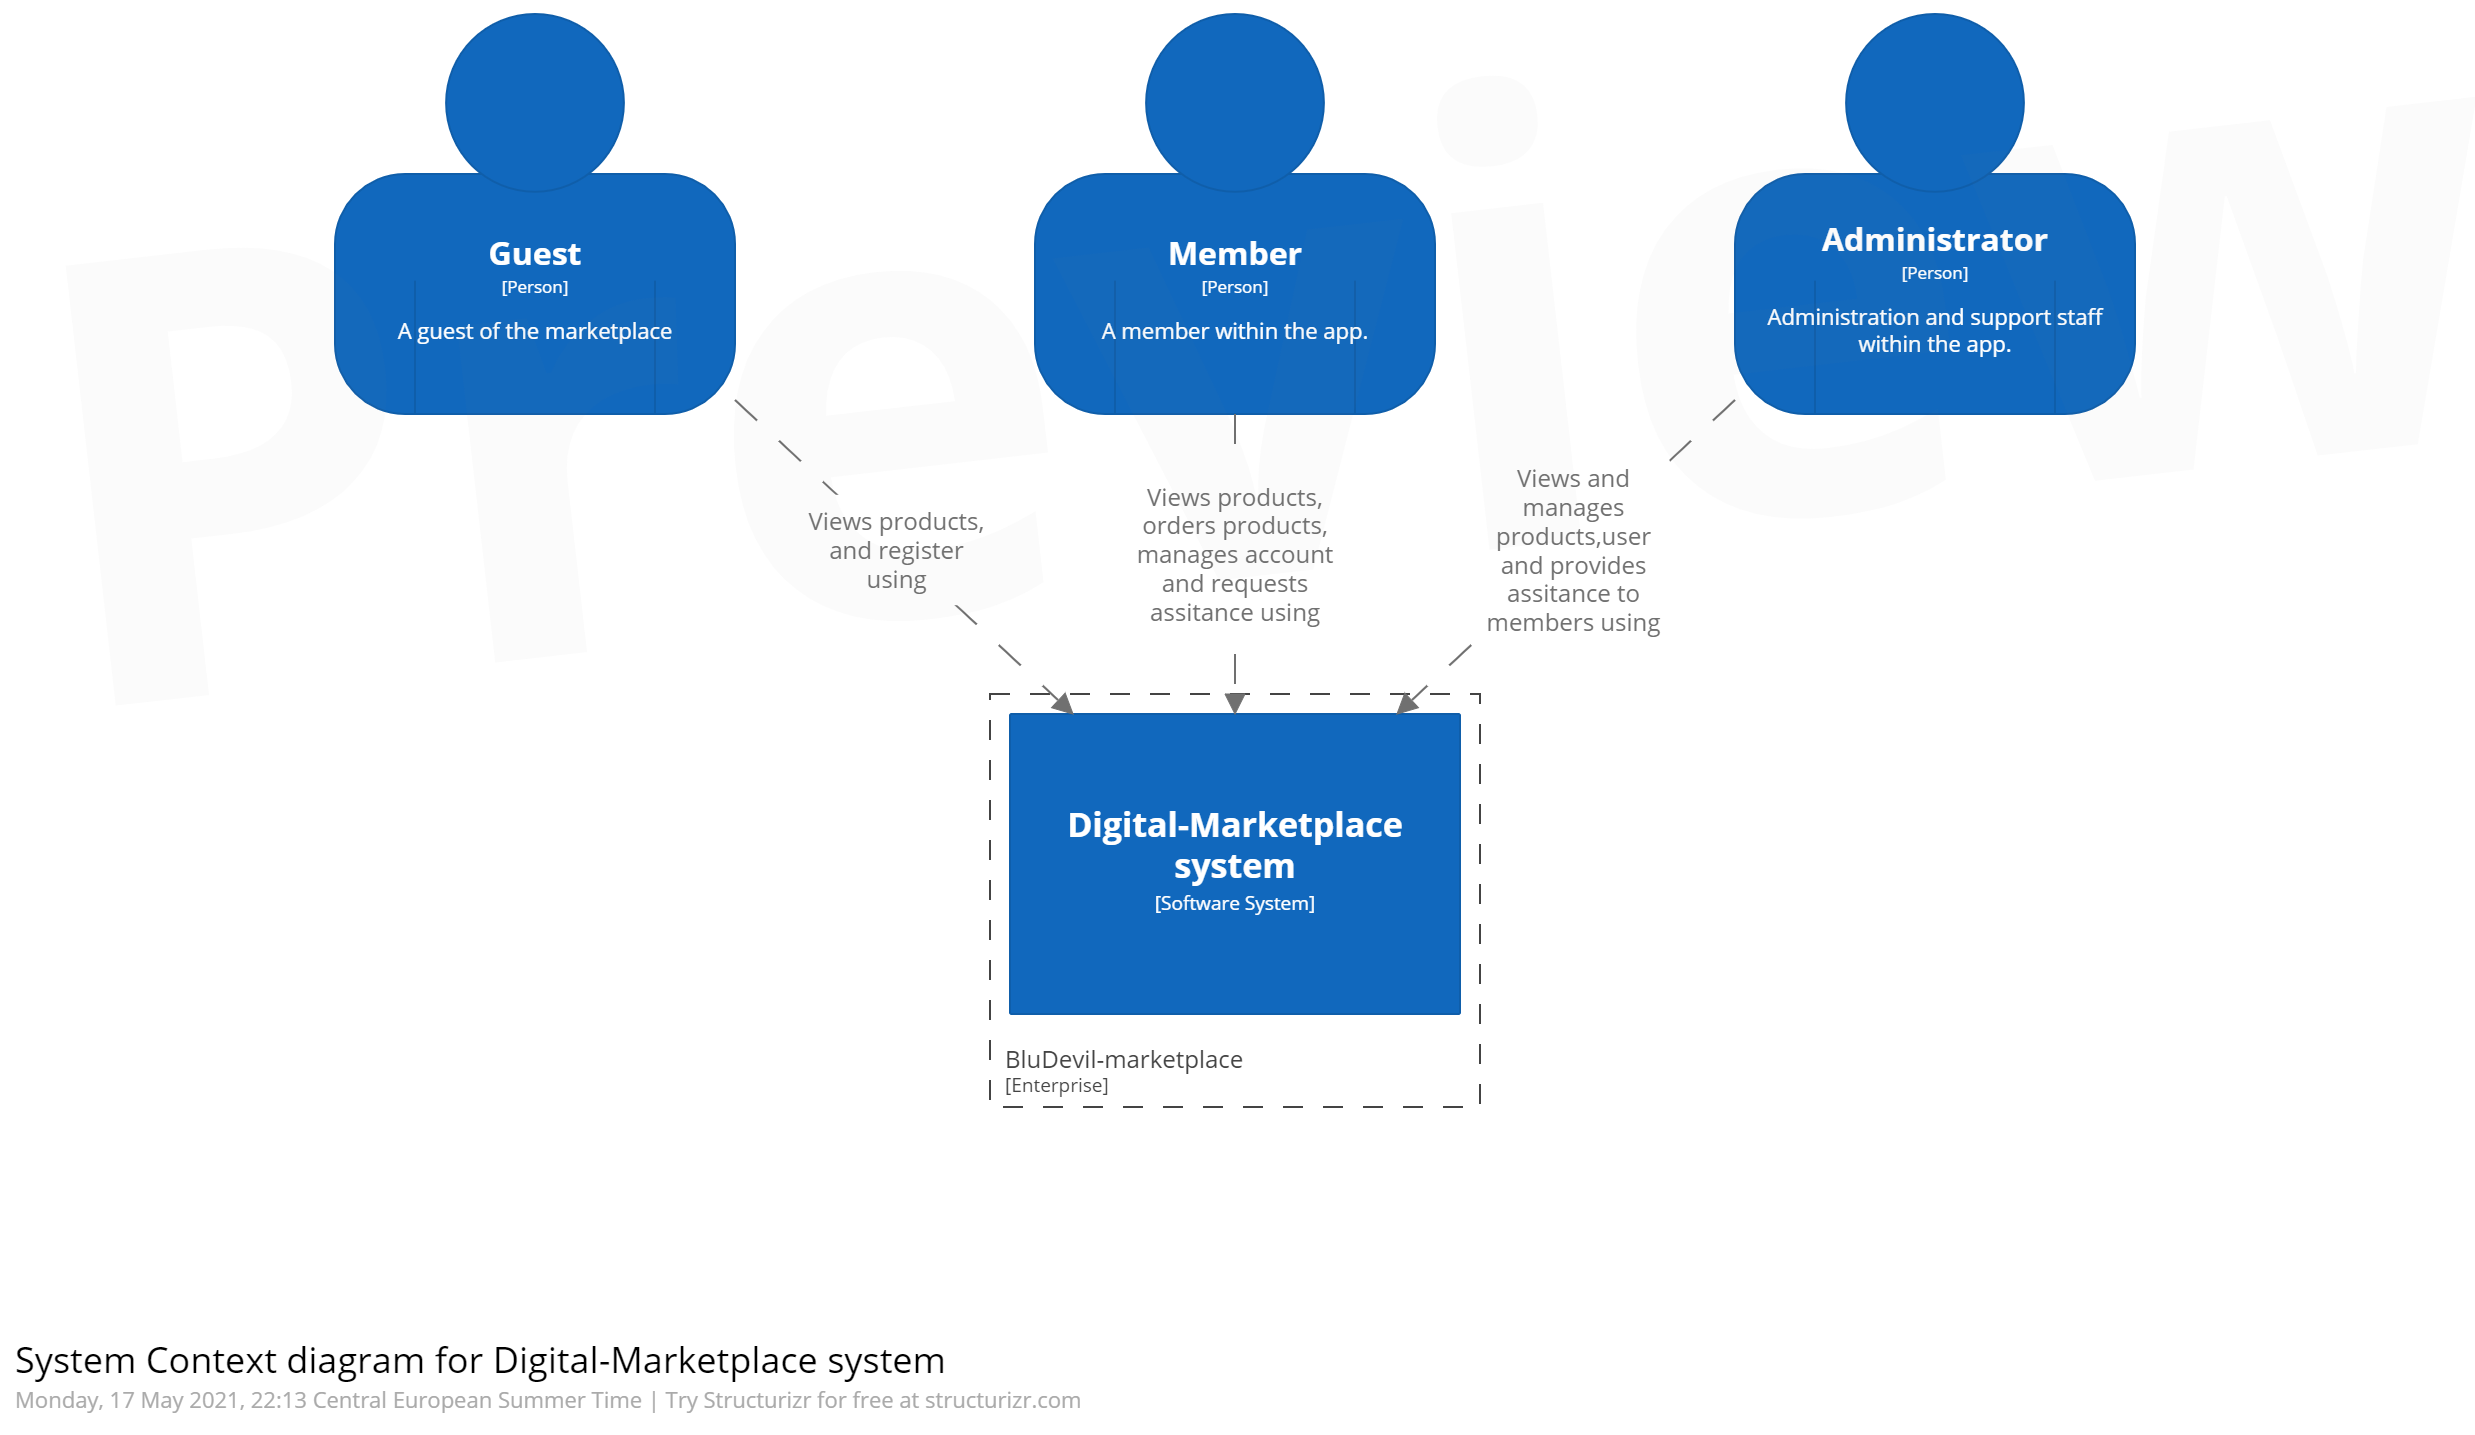 Preview
Guest
[Person]
A guest of the marketplace
Member
[Person]
A member within the app.
Administrator
[Person]
Administration and support staff
within the app.
Views products,
and register
using
Views products,
orders products,
manages account
and requests
assitance using
Views and
manages
products,user
and provides
assitance to
members using
Digital-Marketplace
system
[Software System]
BluDevil-marketplace
[Enterprise]
System Context diagram for Digital-Marketplace system
Monday, 17 May 2021, 22:13 Central European Summer Time | Try Structurizr for free at structurizr.com